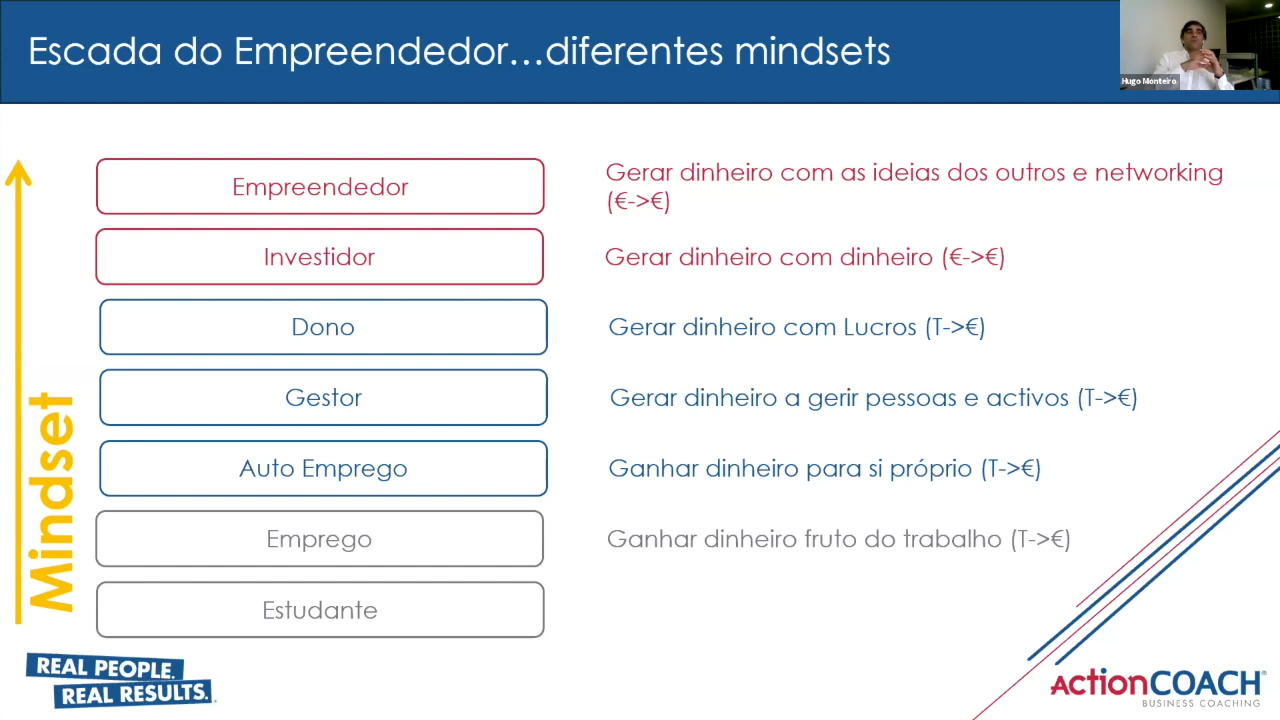 Escada do Empreendedor...diferentes mindsets
Hugo Monteiro
Empreendedor
Gerar dinheiro com as ideias dos outros e networking
(€->€)
Investidor
Gerar dinheiro com dinheiro (€->€)
Dono
Gerar dinheiro com Lucros (T->€)
Gestor
Gerar dinheiro a gerir pessoas e activos (T->€)
Auto Emprego
Ganhar dinheiro para si próprio (T->€)
Emprego
Ganhar dinheiro fruto do trabalho (T->€)
Estudante
Mindset
REAL PEOPLE.
REAL RESULTS.
ActionCOACH®
BUSINESS COACHING